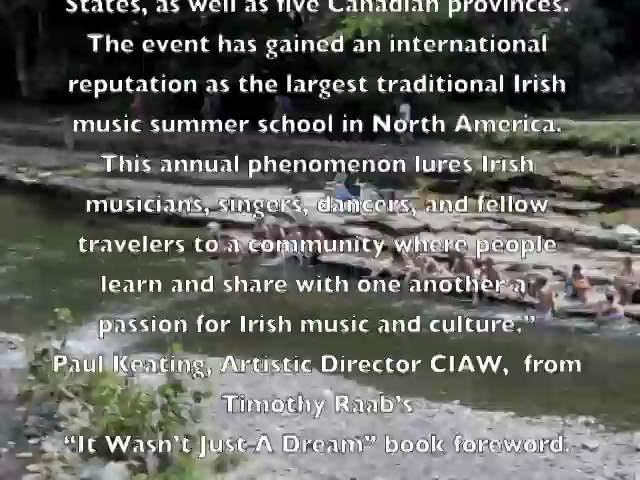 States, as well as five Canadian provinces.
The event has gained an international
reputation as the largest traditional Irish
music summer school in North America.
This annual phenomenon lures Irish
musicians, singers, dancers, and fellow
travelers to a community where people
learn and share with one another a
passion for Irish music and culture."
Paul Keating, Artistic Director CIAW, from
Timothy Raab's
"It Wasn't Just A Dream" book foreword.